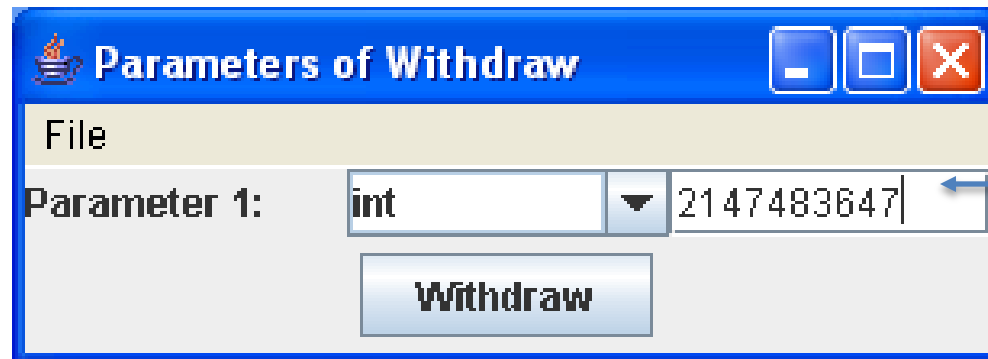 Parameters of Withdraw
File
Parameter 1: int 2147483647
Withdraw